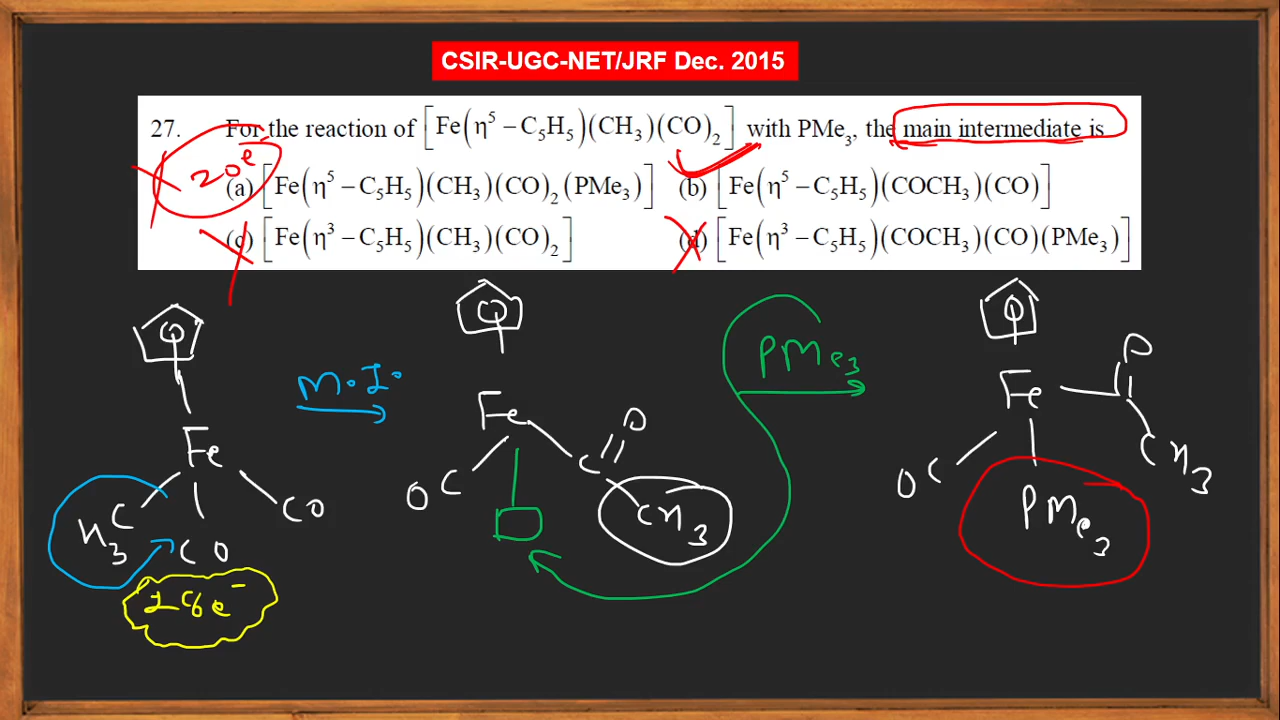 CSIR-UGC-NET/JRF Dec. 2015
27. For the reaction of [Fe(η⁵ – C₅H₅)(CH₃)(CO)₂] with PMe₃, the main intermediate is
20e⁻
(a) [Fe(η⁵ – C₅H₅)(CH₃)(CO)₂(PMe₃)] (b) [Fe(η⁵ – C₅H₅)(COCH₃)(CO)]
(c) [Fe(η³ – C₅H₅)(CH₃)(CO)₂] (d) [Fe(η³ – C₅H₅)(COCH₃)(CO)(PMe₃)]
M.I.
PMe₃
Fe
H₃C
CO
CO
18e⁻
Fe
OC
C
O
CH₃
Fe
O
OC
CH₃
PMe₃